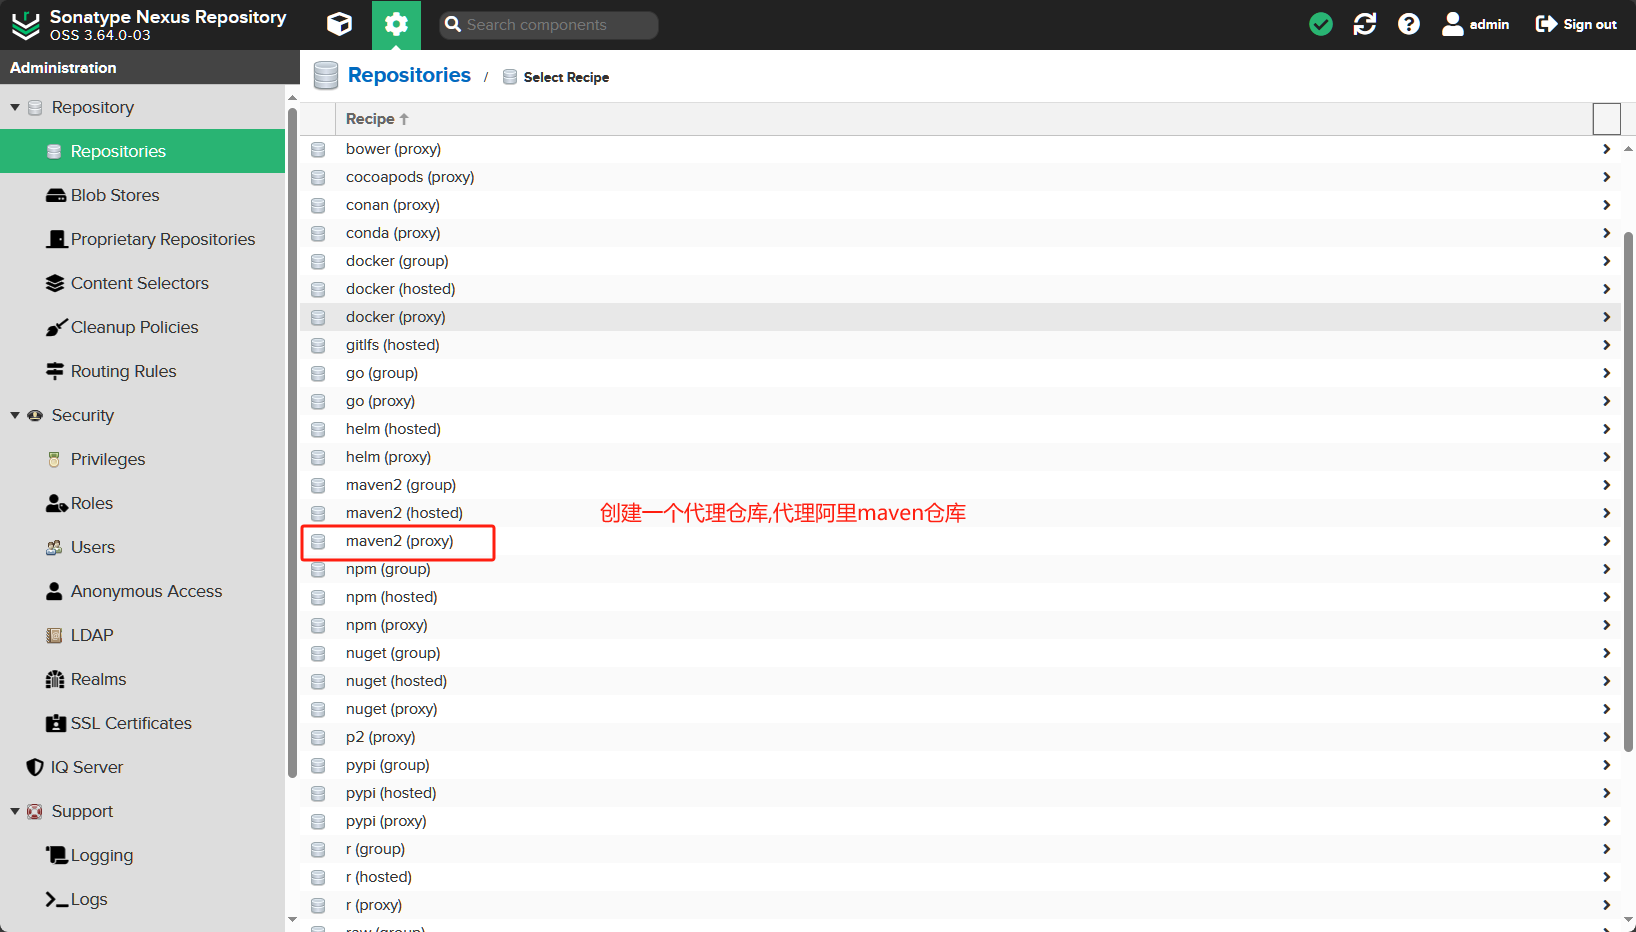 Sonatype Nexus Repository
OSS 3.64.0-03
Search components
admin
Sign out
Administration
Repository
Repositories
Blob Stores
Proprietary Repositories
Content Selectors
Cleanup Policies
Routing Rules
Security
Privileges
Roles
Users
Anonymous Access
LDAP
Realms
SSL Certificates
IQ Server
Support
Logging
Logs
Repositories / Select Recipe
Recipe
bower (proxy)
cocoapods (proxy)
conan (proxy)
conda (proxy)
docker (group)
docker (hosted)
docker (proxy)
gitlfs (hosted)
go (group)
go (proxy)
helm (hosted)
helm (proxy)
maven2 (group)
maven2 (hosted)
创建一个代理仓库,代理阿里maven仓库
maven2 (proxy)
npm (group)
npm (hosted)
npm (proxy)
nuget (group)
nuget (hosted)
nuget (proxy)
p2 (proxy)
pypi (group)
pypi (hosted)
pypi (proxy)
r (group)
r (hosted)
r (proxy)
raw (group)